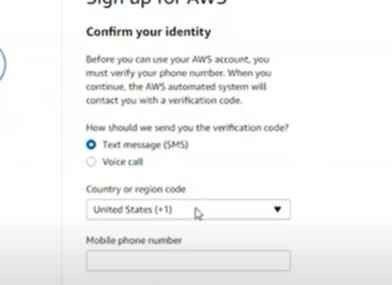 Sign up for AWS
Confirm your identity
Before you can use your AWS account, you
must verify your phone number. When you
continue, the AWS automated system will
contact you with a verification code.
How should we send you the verification code?
Text message (SMS)
Voice call
Country or region code
United States (+1)
Mobile phone number